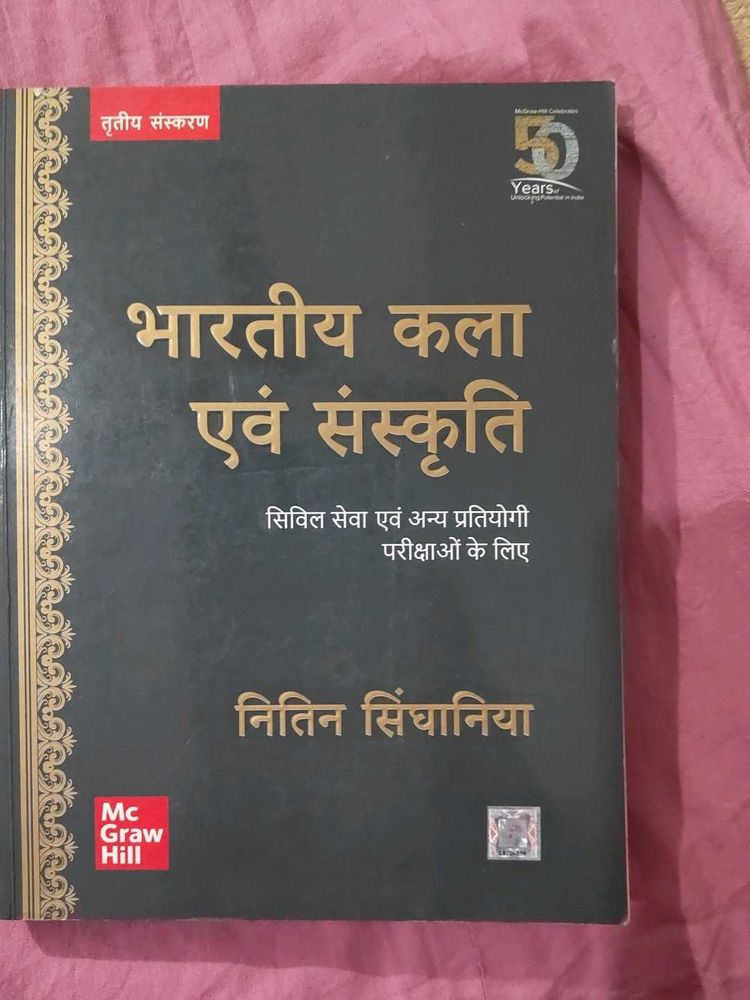 तृतीय संस्करण
McGraw Hill Celebrates
50
Years of
Unlocking Potential in India
भारतीय कला
एवं संस्कृति
सिविल सेवा एवं अन्य प्रतियोगी
परीक्षाओं के लिए
नितिन सिंघानिया
Mc
Graw
Hill